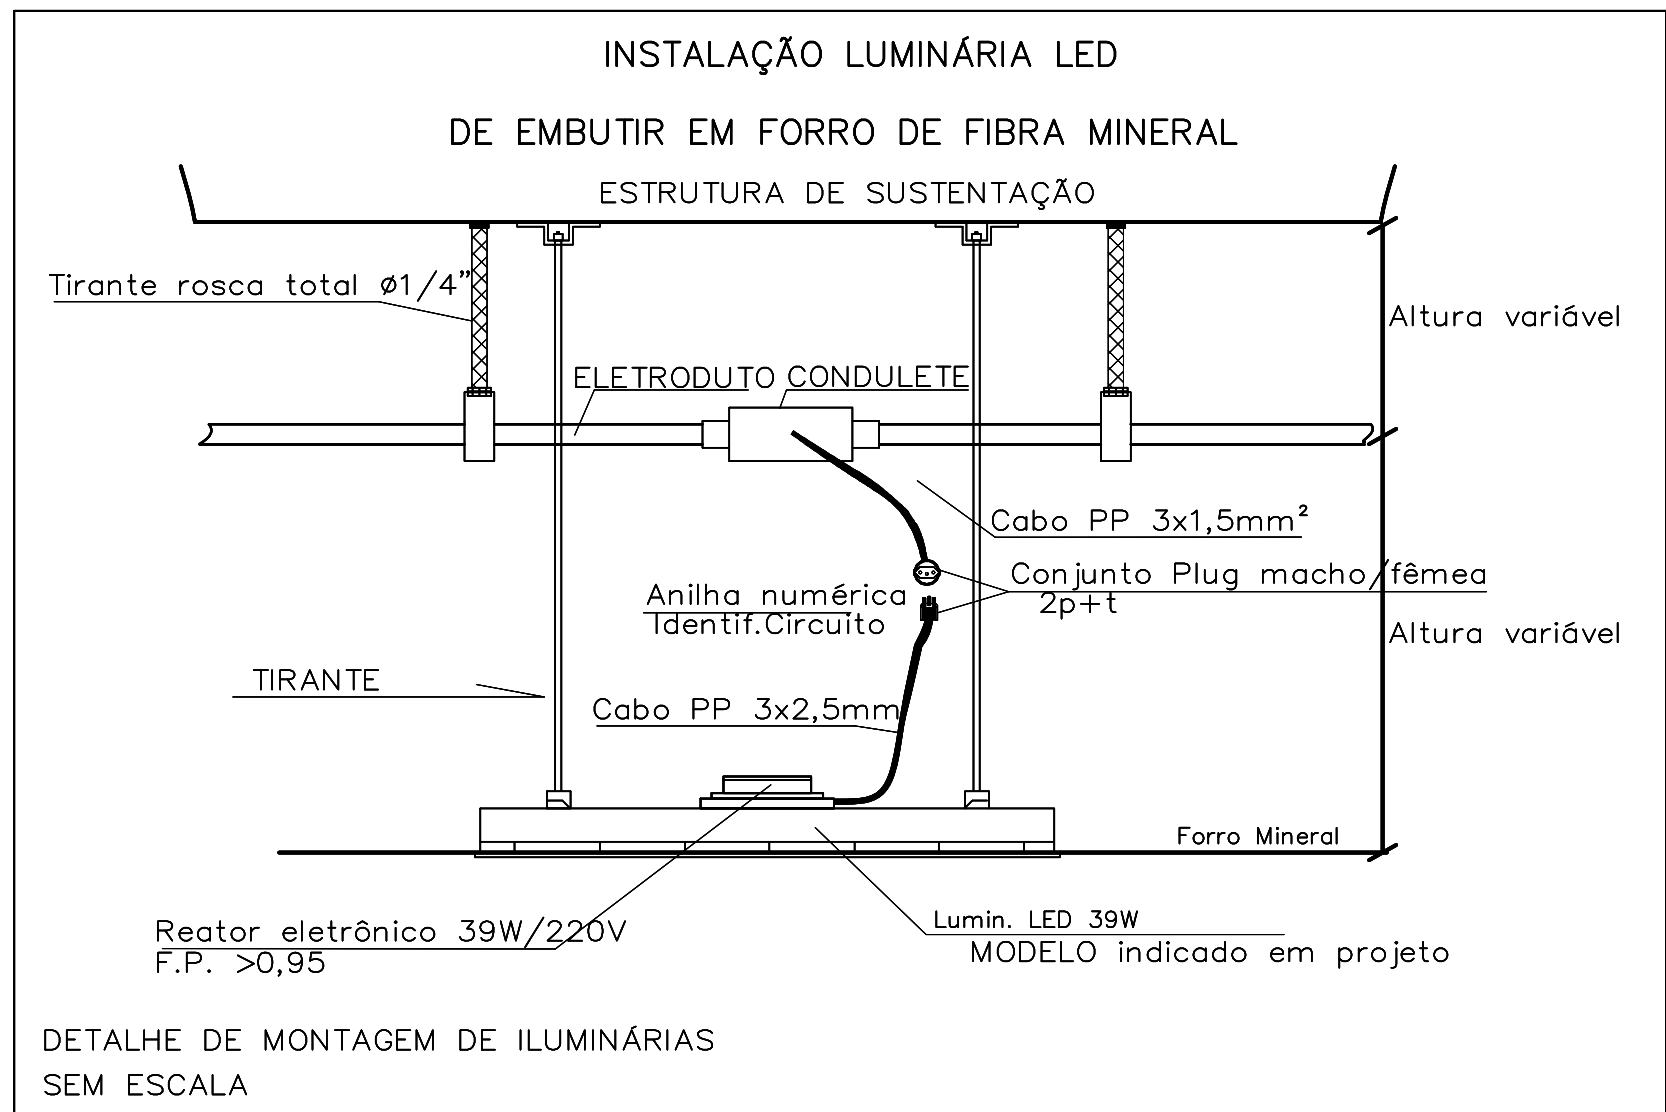 INSTALAÇÃO LUMINÁRIA LED
DE EMBUTIR EM FORRO DE FIBRA MINERAL
ESTRUTURA DE SUSTENTAÇÃO
Tirante rosca total ø1/4"
Altura variável
ELETRODUTO CONDULETE
Cabo PP 3x1,5mm²
Conjunto Plug macho/fêmea
2p+t
Anilha numérica
Identif.Circuito
Altura variável
TIRANTE
Cabo PP 3x2,5mm
Forro Mineral
Reator eletrônico 39W/220V
F.P. >0,95
Lumin. LED 39W
MODELO indicado em projeto
DETALHE DE MONTAGEM DE ILUMINÁRIAS
SEM ESCALA